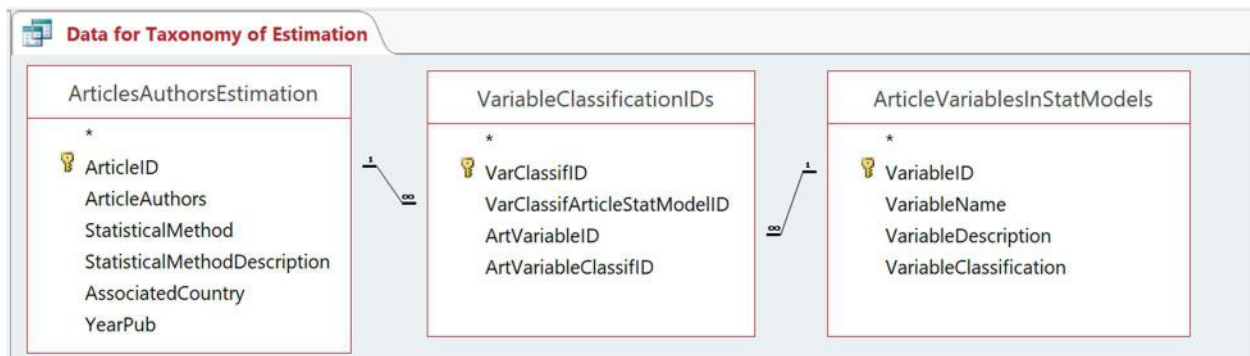 Data for Taxonomy of Estimation
ArticlesAuthorsEstimation
*
ArticleID
ArticleAuthors
StatisticalMethod
StatisticalMethodDescription
AssociatedCountry
YearPub
1
∞
VariableClassificationIDs
*
VarClassifID
VarClassifArticleStatModelID
ArtVariableID
ArtVariableClassifID
1
∞
ArticleVariablesInStatModels
*
VariableID
VariableName
VariableDescription
VariableClassification